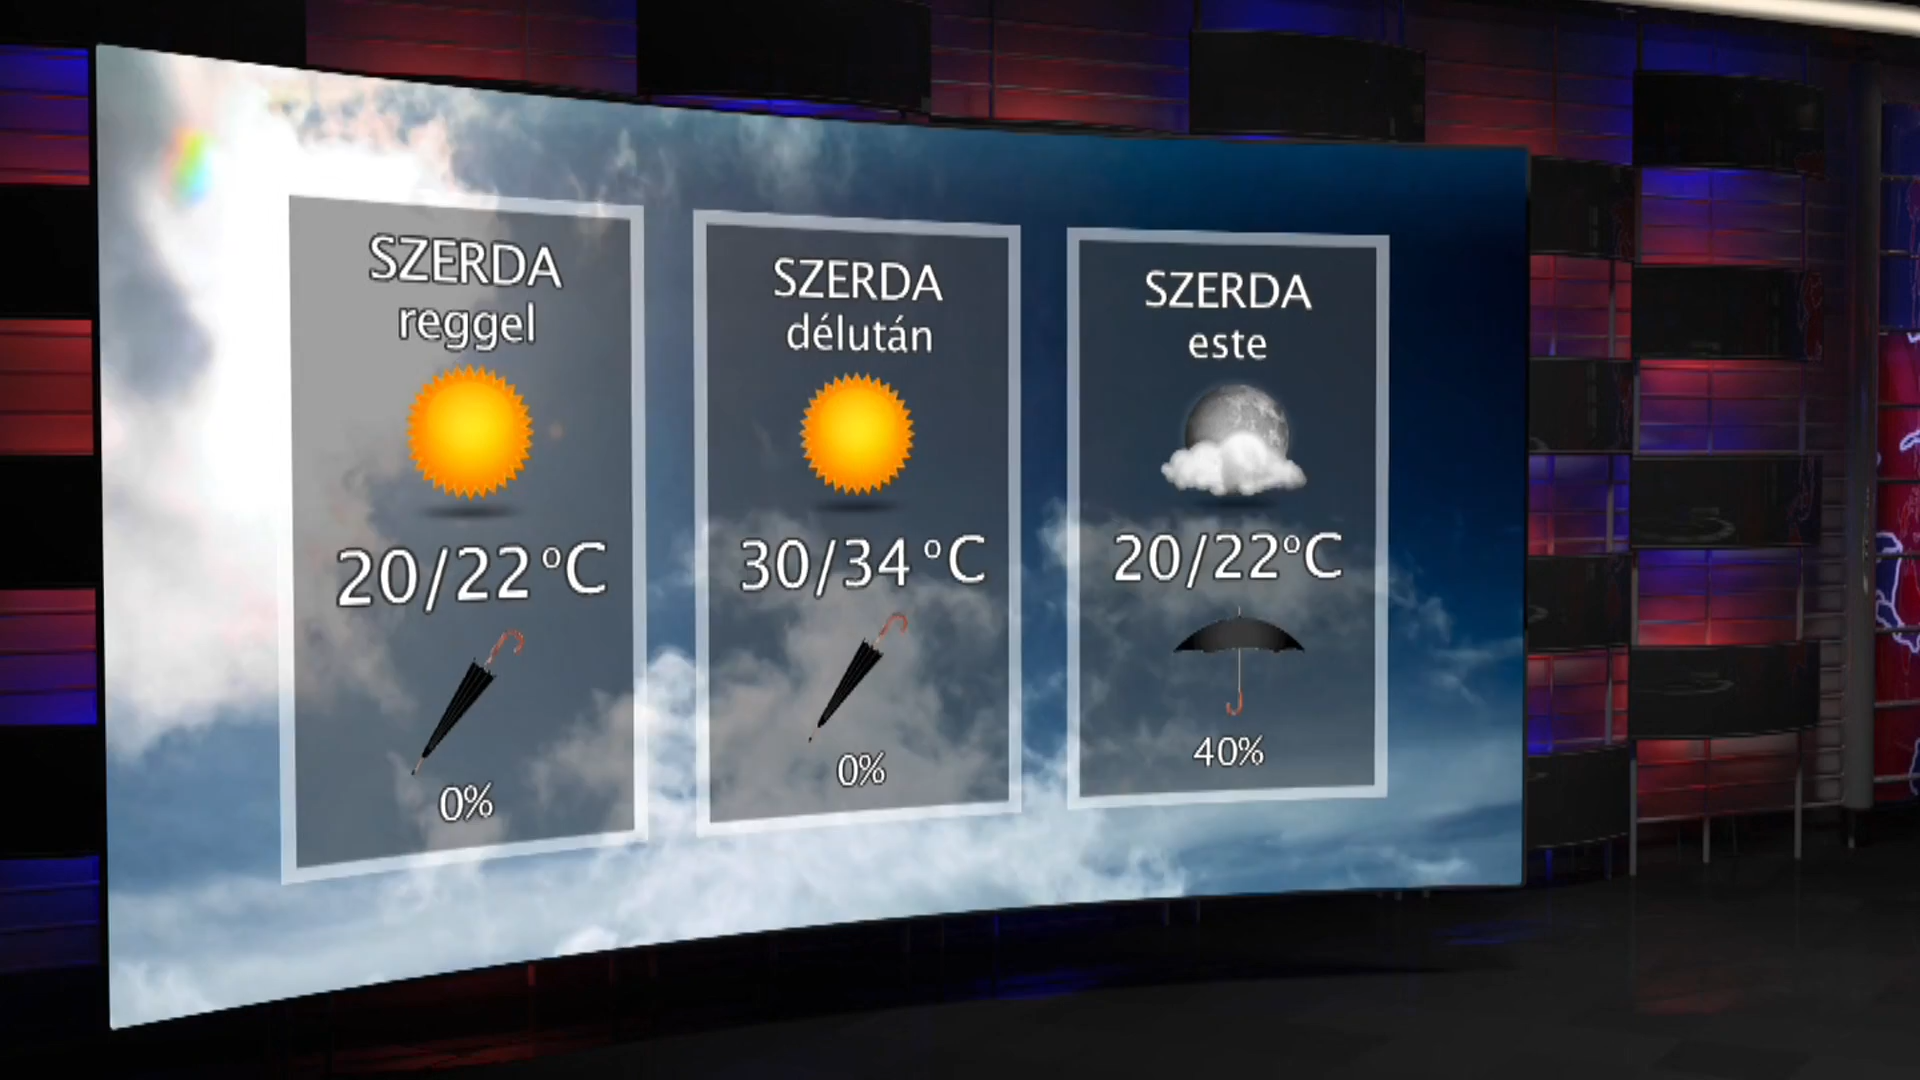 SZERDA
reggel
20/22 °C
0%
SZERDA
délután
30/34 °C
0%
SZERDA
este
20/22°C
40%